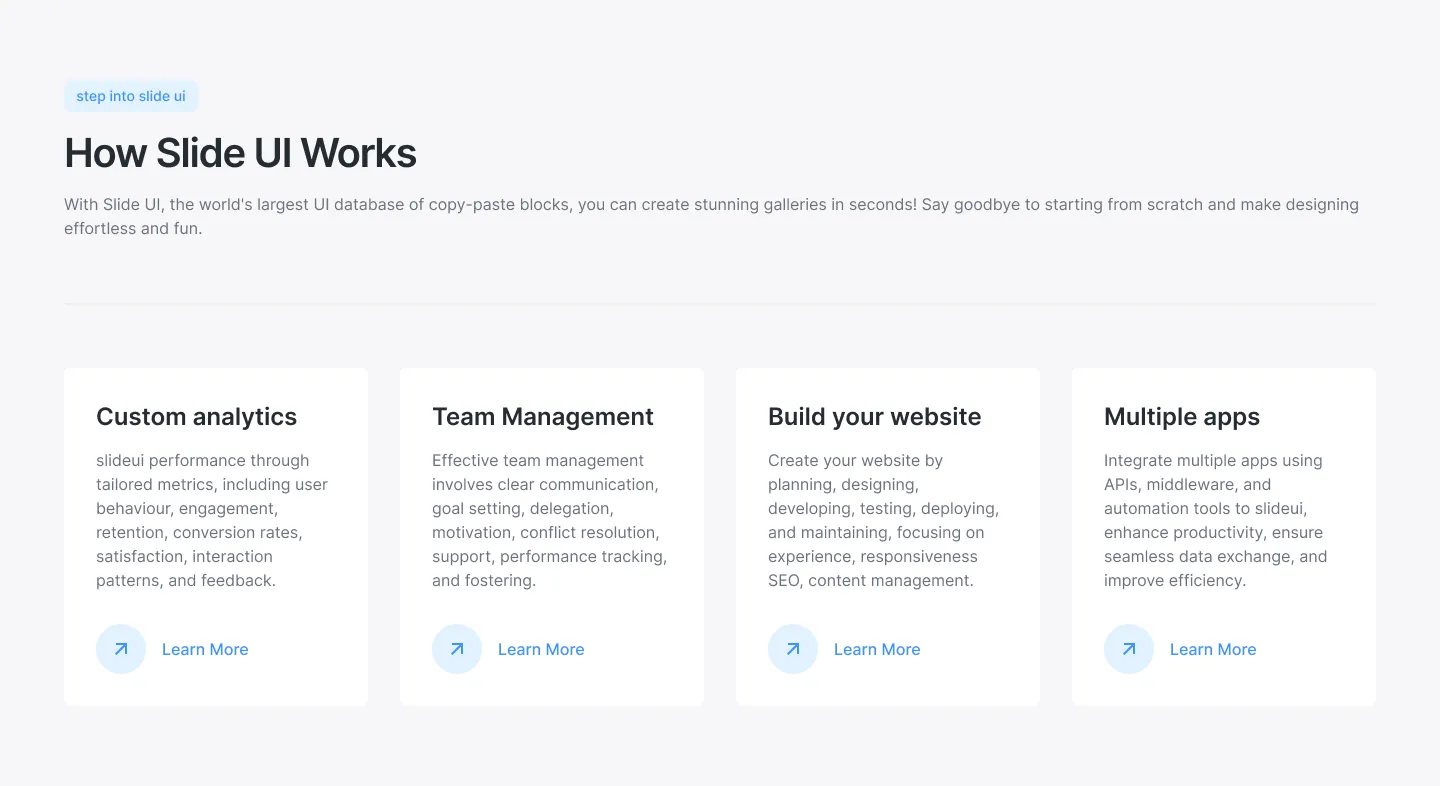 step into slide ui
How Slide UI Works
With Slide UI, the world's largest UI database of copy-paste blocks, you can create stunning galleries in seconds! Say goodbye to starting from scratch and make designing
effortless and fun.
Custom analytics
slideui performance through
tailored metrics, including user
behaviour, engagement,
retention, conversion rates,
satisfaction, interaction
patterns, and feedback.
Learn More
Team Management
Effective team management
involves clear communication,
goal setting, delegation,
motivation, conflict resolution,
support, performance tracking,
and fostering.
Learn More
Build your website
Create your website by
planning, designing,
developing, testing, deploying,
and maintaining, focusing on
experience, responsiveness
SEO, content management.
Learn More
Multiple apps
Integrate multiple apps using
APIs, middleware, and
automation tools to slideui,
enhance productivity, ensure
seamless data exchange, and
improve efficiency.
Learn More